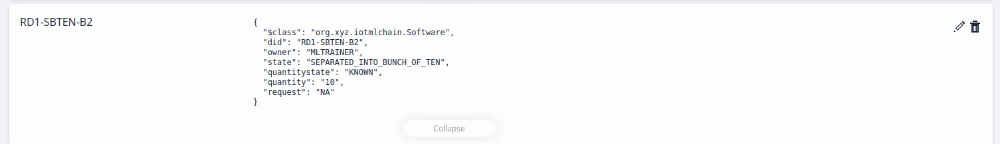 RD1-SBTEN-B2
{
  "$class": "org.xyz.iotmlchain.Software",
  "did": "RD1-SBTEN-B2",
  "owner": "MLTRAINER",
  "state": "SEPARATED_INTO_BUNCH_OF_TEN",
  "quantitystate": "KNOWN",
  "quantity": "10",
  "request": "NA"
}
Collapse